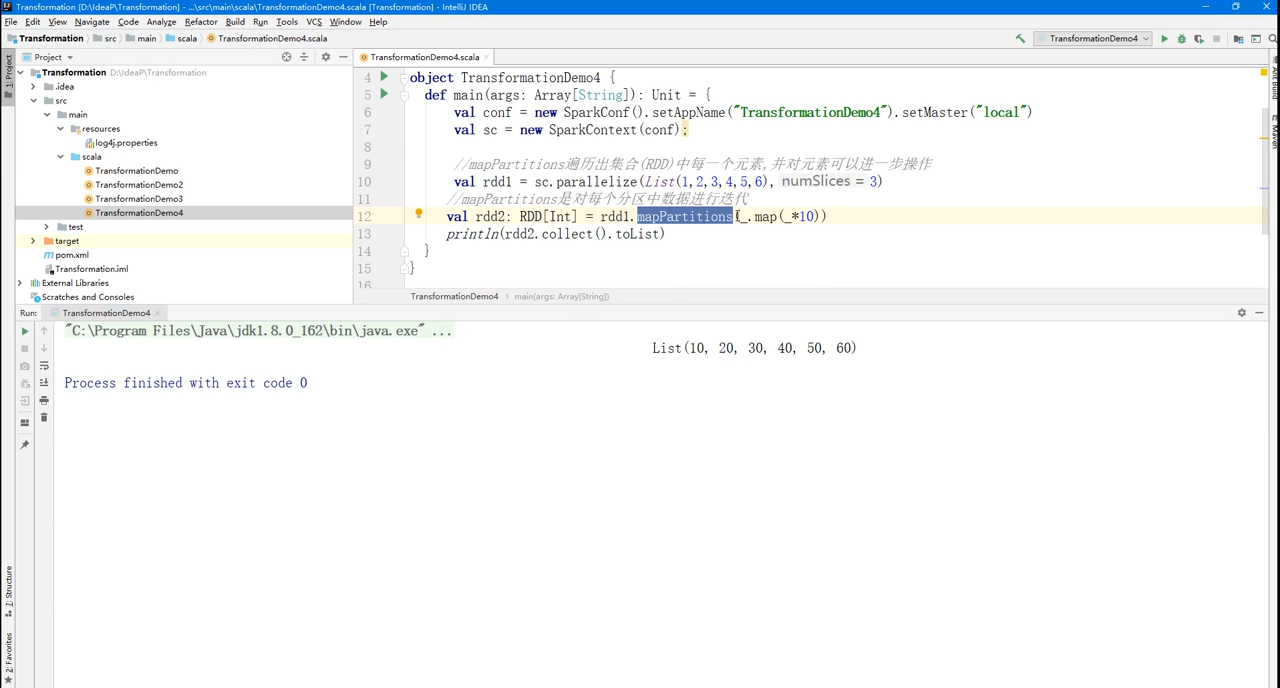 Transformation [D:\IdeaP\Transformation] - ...\src\main\scala\TransformationDemo4.scala [Transformation] - IntelliJ IDEA
File Edit View Navigate Code Analyze Refactor Build Run Tools VCS Window Help
Transformation src main scala TransformationDemo4.scala
TransformationDemo4
1: Project
Project
Transformation D:\IdeaP\Transformation
.idea
src
main
resources
log4j.properties
scala
TransformationDemo
TransformationDemo2
TransformationDemo3
TransformationDemo4
test
target
pom.xml
Transformation.iml
External Libraries
Scratches and Consoles
TransformationDemo4.scala
4 object TransformationDemo4 {
5 def main(args: Array[String]): Unit = {
6 val conf = new SparkConf().setAppName("TransformationDemo4").setMaster("local")
7 val sc = new SparkContext(conf);
8
9 //mapPartitions遍历出集合(RDD)中每一个元素,并对元素可以进一步操作
10 val rdd1 = sc.parallelize(List(1,2,3,4,5,6), numSlices = 3)
11 //mapPartitions是对每个分区中数据进行迭代
12 val rdd2: RDD[Int] = rdd1.mapPartitions(_.map(_*10))
13 println(rdd2.collect().toList)
14 }
15 }
16
TransformationDemo4 main(args: Array[String])
Maven
Run: TransformationDemo4
"C:\Program Files\Java\jdk1.8.0_162\bin\java.exe" ...
List(10, 20, 30, 40, 50, 60)
Process finished with exit code 0
7: Structure
2: Favorites